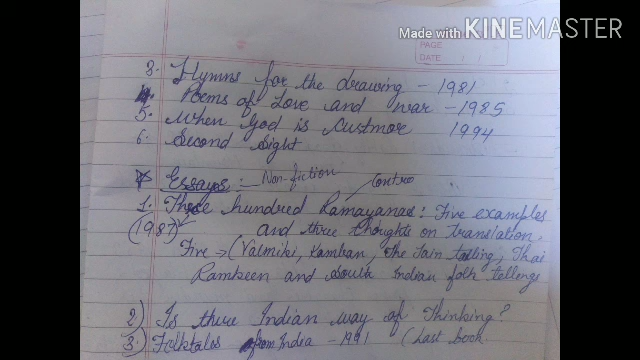 Made with KINEMASTER
PAGE
DATE
3. Hymns for the drawing - 1981
4. Poems of Love and war - 1985
5. When God is Custmor 1994
6. Second Sight
Essays:- Non-fiction
Contro
1. Three hundred Ramayanas: Five examples
(1987) and three thoughts on translation.
Five → (Valmiki, Kamban, The Jain telling, Thai
Ramkeen and South Indian folk tellings
2) Is there Indian way of Thinking?
3) Folktales from India - 1991 (Last book